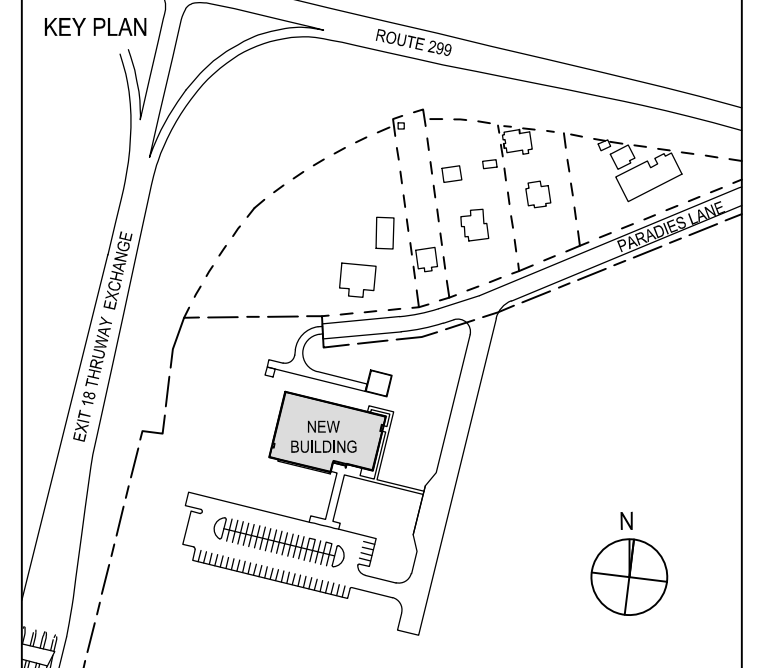 KEY PLAN
ROUTE 299
PARADIES LANE
EXIT 18 THRUWAY EXCHANGE
NEW
BUILDING
N